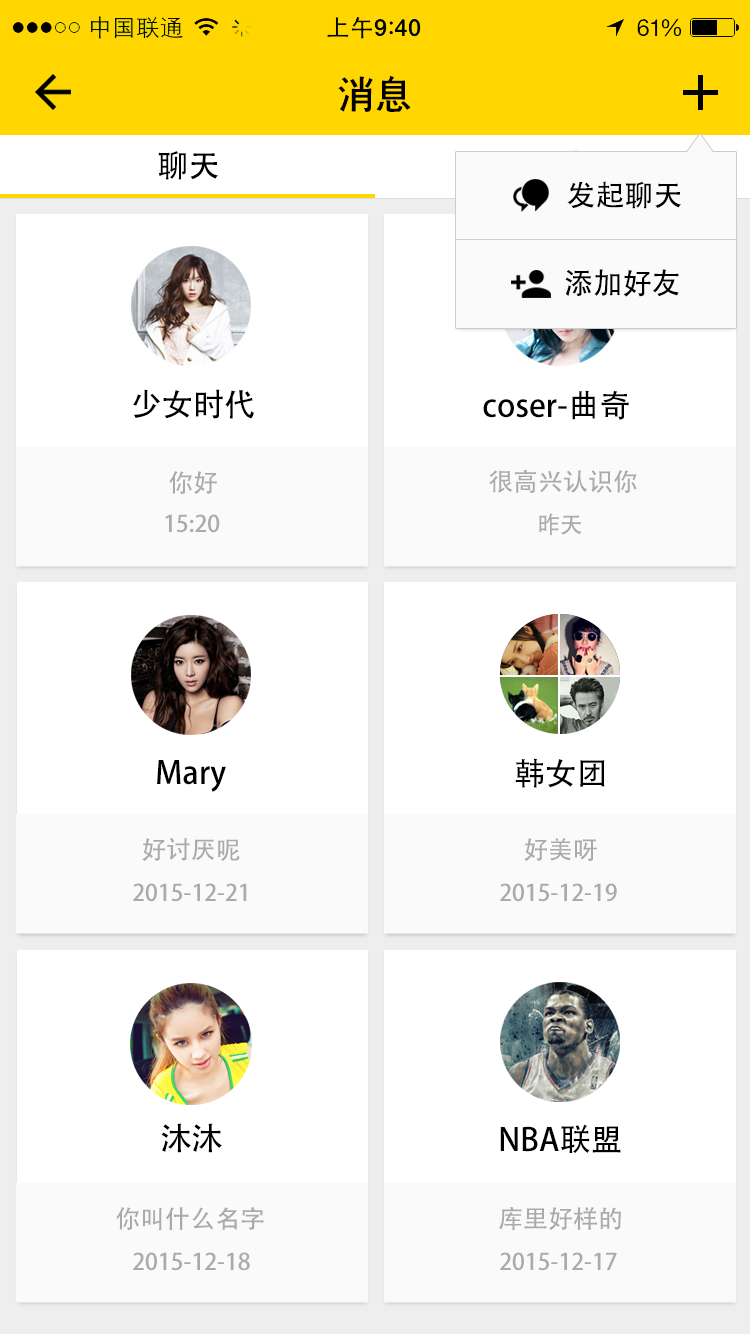 中国联通 上午9:40 61%
消息
聊天
发起聊天
添加好友
少女时代
coser-曲奇
你好
很高兴认识你
15:20
昨天
Mary
韩女团
好讨厌呢
好美呀
2015-12-21
2015-12-19
沐沐
NBA联盟
你叫什么名字
库里好样的
2015-12-18
2015-12-17